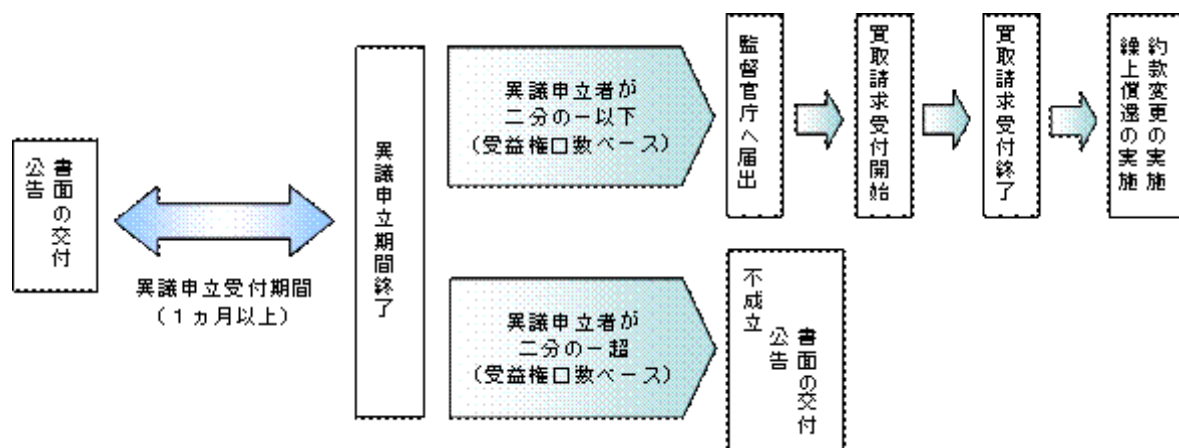 書面の交付
公告
異議申立受付期間
（１ヵ月以上）
異議申立期間終了
異議申立者が
二分の一以下
（受益権口数ベース）
監督官庁へ届出
買取請求受付開始
買取請求受付終了
約款変更の実施
繰上償還の実施
異議申立者が
二分の一超
（受益権口数ベース）
不成立
書面の交付
公告